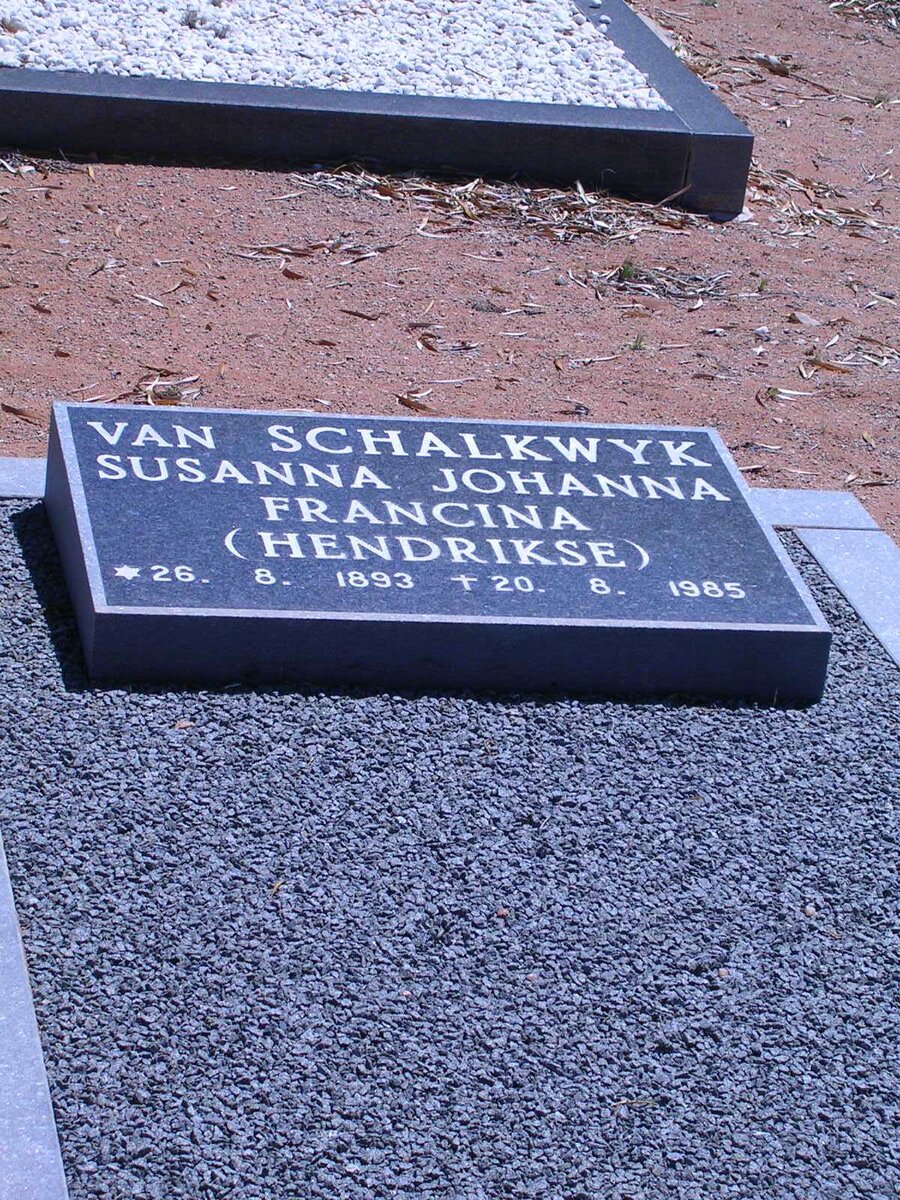 VAN SCHALKWYK
SUSANNA JOHANNA
FRANCINA
(HENDRIKSE)
★ 26. 8. 1893 ✝ 20. 8. 1985